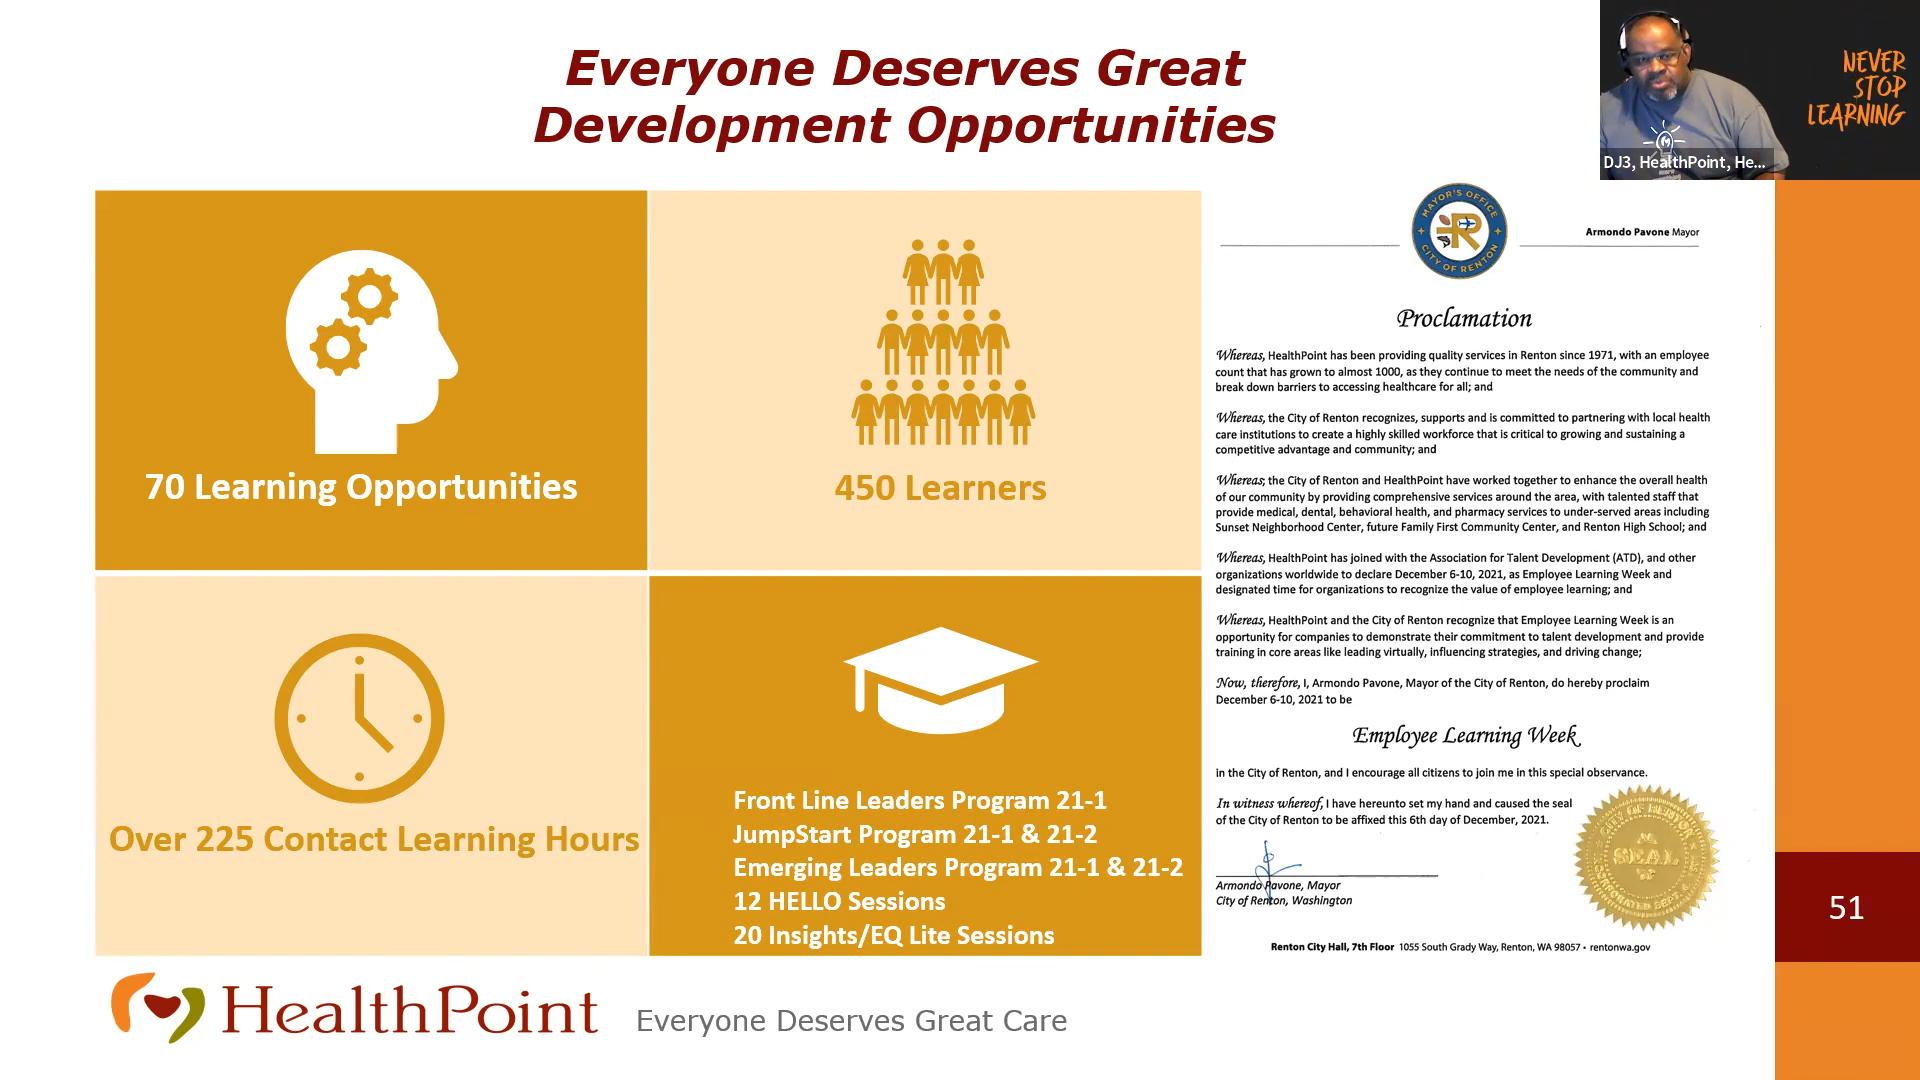 Everyone Deserves Great
Development Opportunities
NEVER
STOP
LEARNING
DJ3, HealthPoint, He...
70 Learning Opportunities
450 Learners
Over 225 Contact Learning Hours
Front Line Leaders Program 21-1
JumpStart Program 21-1 & 21-2
Emerging Leaders Program 21-1 & 21-2
12 HELLO Sessions
20 Insights/EQ Lite Sessions
MAYOR'S OFFICE
R
CITY OF RENTON
Armondo Pavone Mayor
Proclamation
Whereas, HealthPoint has been providing quality services in Renton since 1971, with an employee
count that has grown to almost 1000, as they continue to meet the needs of the community and
break down barriers to accessing healthcare for all; and
Whereas, the City of Renton recognizes, supports and is committed to partnering with local health
care institutions to create a highly skilled workforce that is critical to growing and sustaining a
competitive advantage and community; and
Whereas, the City of Renton and HealthPoint have worked together to enhance the overall health
of our community by providing comprehensive services around the area, with talented staff that
provide medical, dental, behavioral health, and pharmacy services to under-served areas including
Sunset Neighborhood Center, future Family First Community Center, and Renton High School; and
Whereas, HealthPoint has joined with the Association for Talent Development (ATD), and other
organizations worldwide to declare December 6-10, 2021, as Employee Learning Week and
designated time for organizations to recognize the value of employee learning; and
Whereas, HealthPoint and the City of Renton recognize that Employee Learning Week is an
opportunity for companies to demonstrate their commitment to talent development and provide
training in core areas like leading virtually, influencing strategies, and driving change;
Now, therefore, I, Armondo Pavone, Mayor of the City of Renton, do hereby proclaim
December 6-10, 2021 to be
Employee Learning Week
in the City of Renton, and I encourage all citizens to join me in this special observance.
In witness whereof, I have hereunto set my hand and caused the seal
of the City of Renton to be affixed this 6th day of December, 2021.
CITY OF RENTON
SEAL
OF
Armondo Pavone, Mayor
City of Renton, Washington
Renton City Hall, 7th Floor 1055 South Grady Way, Renton, WA 98057 • rentonwa.gov
51
HealthPoint
Everyone Deserves Great Care